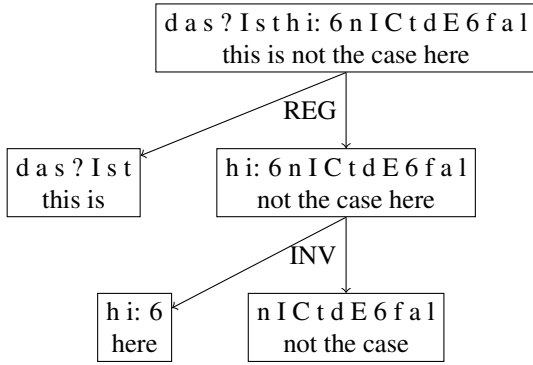 d a s ? I s t h i: 6 n I C t d E 6 f a l
this is not the case here
REG
d a s ? I s t
this is
h i: 6 n I C t d E 6 f a l
not the case here
INV
h i: 6
here
n I C t d E 6 f a l
not the case